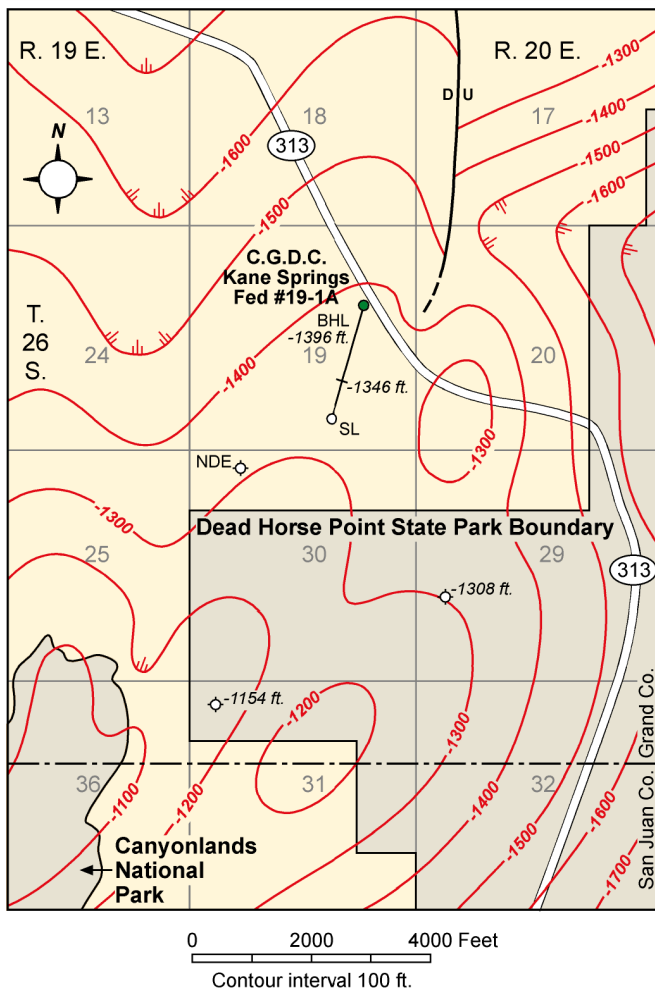 R. 19 E.
R. 20 E.
-1300
D U
-1400
13
18
17
N
313
-1600
-1500
-1600
-1500
C.G.D.C.
Kane Springs
Fed #19-1A
T.
26
S.
BHL
-1396 ft.
24
19
20
-1400
-1346 ft.
SL
-1300
NDE
-1300
Dead Horse Point State Park Boundary
25
30
29
313
-1308 ft.
-1154 ft.
-1200
-1300
Grand Co.
San Juan Co.
36
31
32
-1100
-1200
-1400
-1500
-1600
-1700
Canyonlands
National
Park
0 2000 4000 Feet
Contour interval 100 ft.